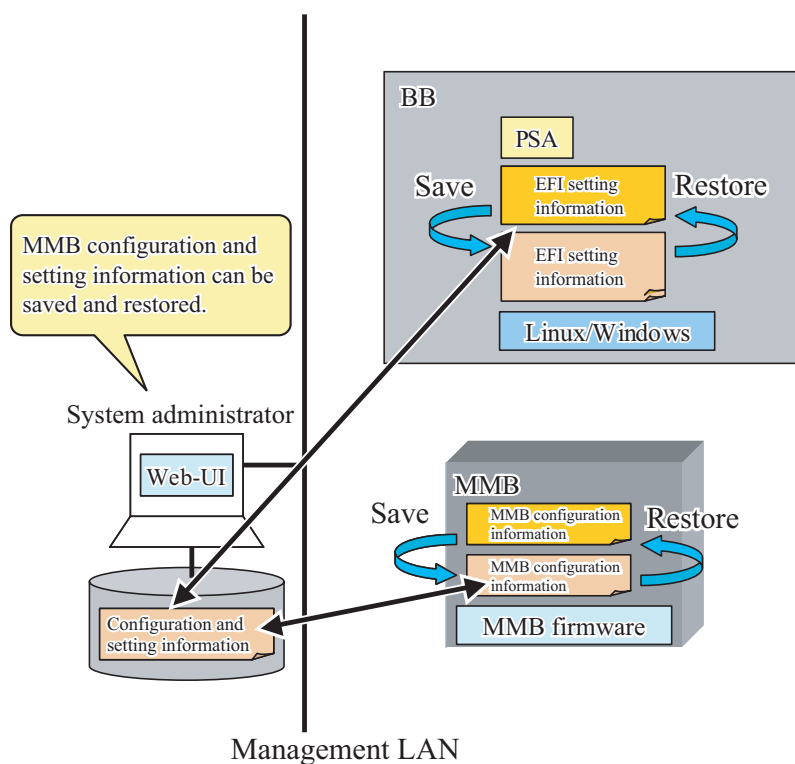 BB
PSA
Save
EFI setting
information
Restore
EFI setting
information
Linux/Windows
MMB configuration and
setting information can be
saved and restored.
System administrator
Web-UI
Configuration and
setting information
MMB
Save
MMB configuration
information
Restore
MMB configuration
information
MMB firmware
Management LAN